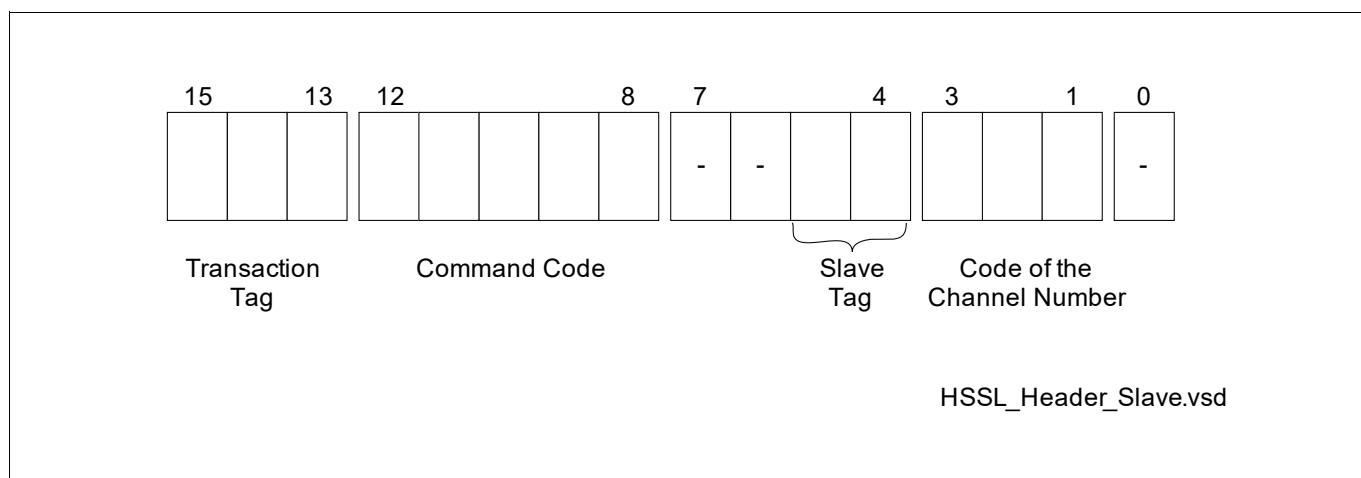 15 13 12 8 7 4 3 1 0
- - -
Transaction Command Code Slave Code of the
Tag Tag Channel Number
HSSL_Header_Slave.vsd